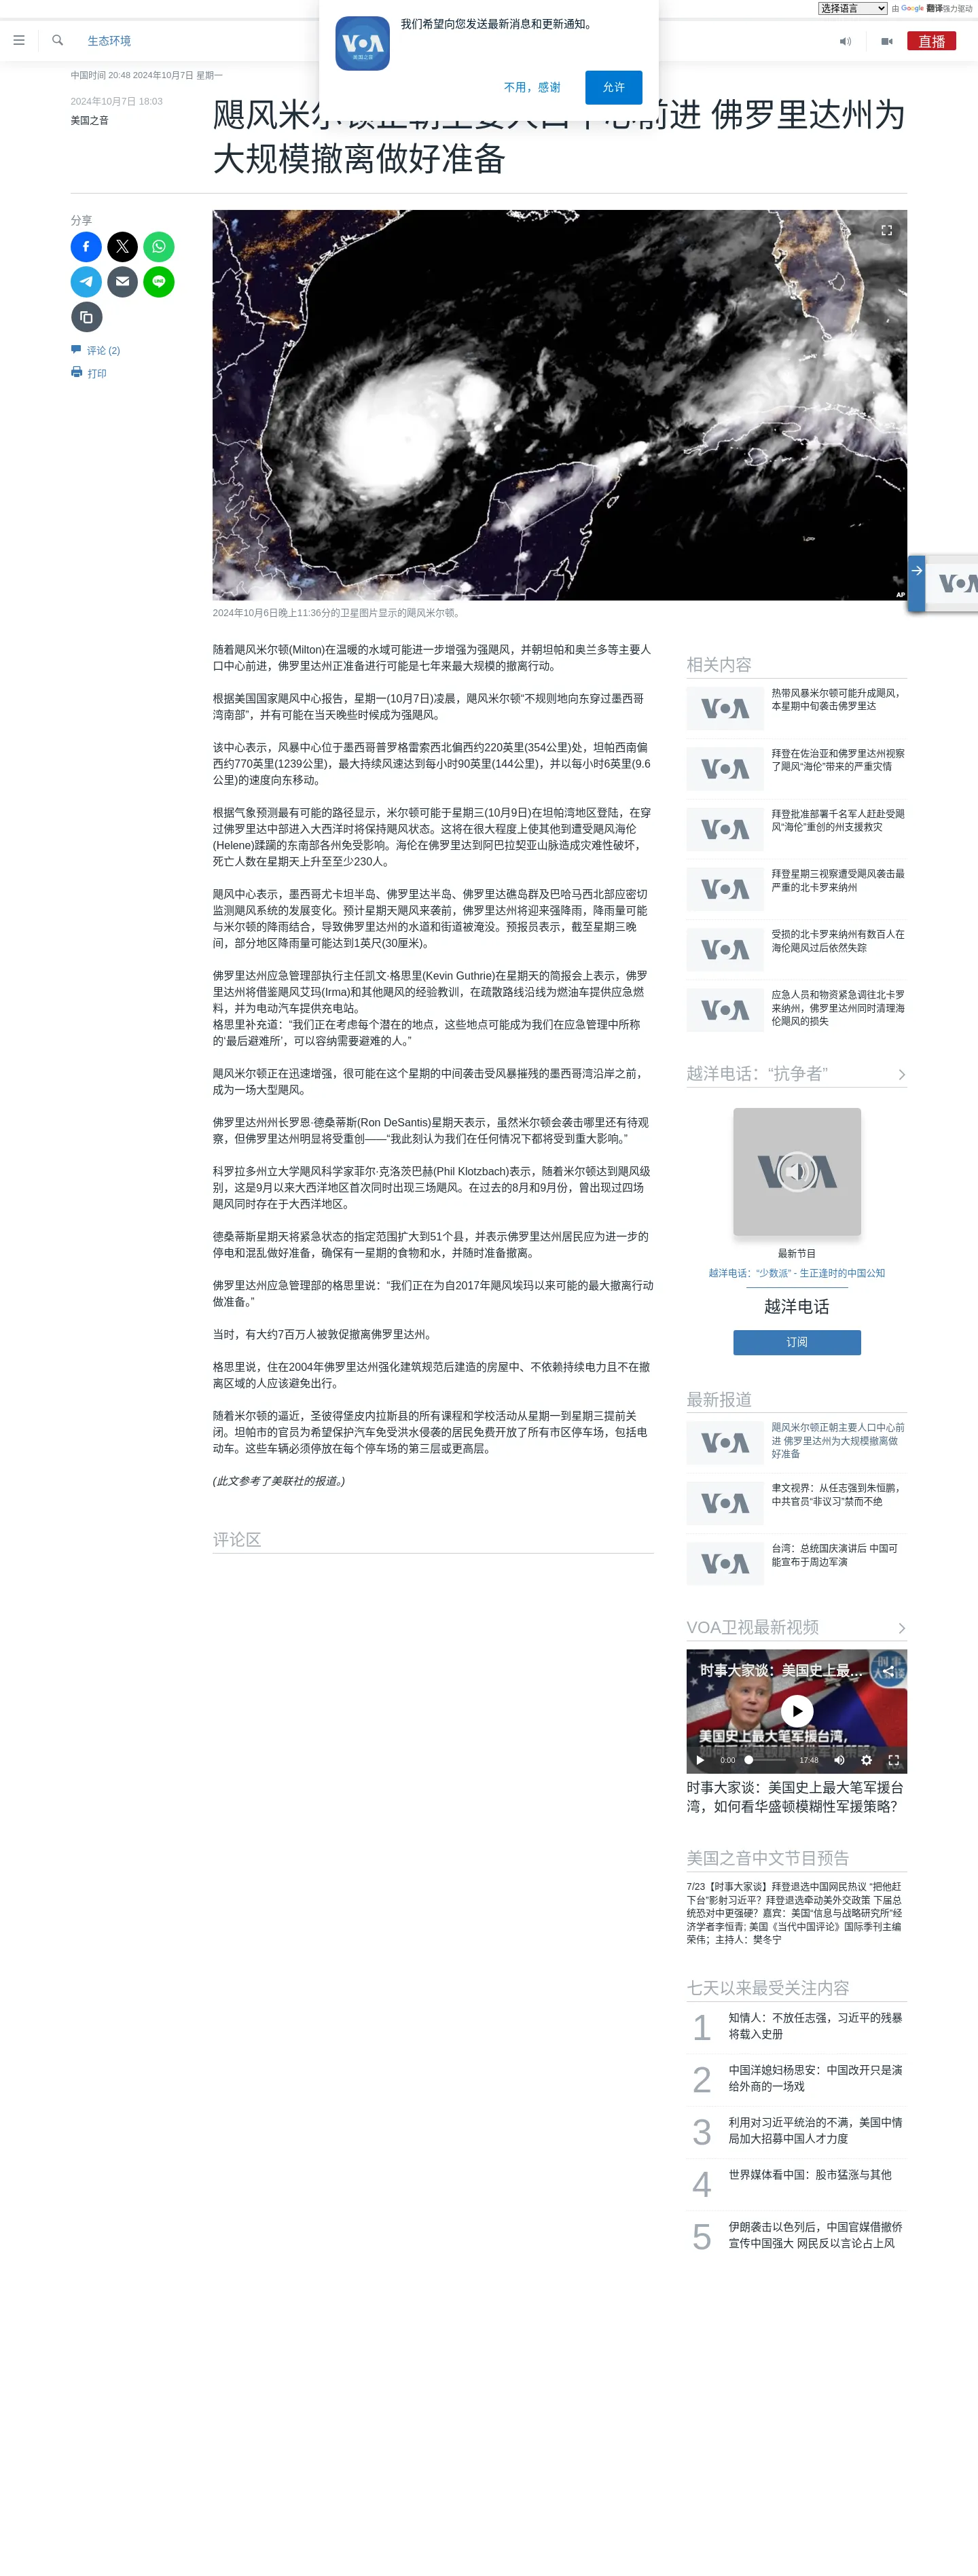 选择语言 由 Google 翻译强力驱动
我们希望向您发送最新消息和更新通知。
VOA
美国之音
不用，感谢
允许
生态环境
直播
中国时间 20:48 2024年10月7日 星期一
2024年10月7日 18:03
美国之音
飓风米尔顿正朝主要人口中心前进 佛罗里达州为
大规模撤离做好准备
分享
评论 (2)
打印
AP
2024年10月6日晚上11:36分的卫星图片显示的飓风米尔顿。
随着飓风米尔顿(Milton)在温暖的水域可能进一步增强为强飓风，并朝坦帕和奥兰多等主要人
口中心前进，佛罗里达州正准备进行可能是七年来最大规模的撤离行动。
根据美国国家飓风中心报告，星期一(10月7日)凌晨，飓风米尔顿“不规则地向东穿过墨西哥
湾南部”，并有可能在当天晚些时候成为强飓风。
该中心表示，风暴中心位于墨西哥普罗格雷索西北偏西约220英里(354公里)处，坦帕西南偏
西约770英里(1239公里)，最大持续风速达到每小时90英里(144公里)，并以每小时6英里(9.6
公里)的速度向东移动。
根据气象预测最有可能的路径显示，米尔顿可能于星期三(10月9日)在坦帕湾地区登陆，在穿
过佛罗里达中部进入大西洋时将保持飓风状态。这将在很大程度上使其他到遭受飓风海伦
(Helene)蹂躏的东南部各州免受影响。海伦在佛罗里达到阿巴拉契亚山脉造成灾难性破坏，
死亡人数在星期天上升至至少230人。
飓风中心表示，墨西哥尤卡坦半岛、佛罗里达半岛、佛罗里达礁岛群及巴哈马西北部应密切
监测飓风系统的发展变化。预计星期天飓风来袭前，佛罗里达州将迎来强降雨，降雨量可能
与米尔顿的降雨结合，导致佛罗里达州的水道和街道被淹没。预报员表示，截至星期三晚
间，部分地区降雨量可能达到1英尺(30厘米)。
佛罗里达州应急管理部执行主任凯文·格思里(Kevin Guthrie)在星期天的简报会上表示，佛罗
里达州将借鉴飓风艾玛(Irma)和其他飓风的经验教训，在疏散路线沿线为燃油车提供应急燃
料，并为电动汽车提供充电站。
格思里补充道：“我们正在考虑每个潜在的地点，这些地点可能成为我们在应急管理中所称
的‘最后避难所’，可以容纳需要避难的人。”
飓风米尔顿正在迅速增强，很可能在这个星期的中间袭击受风暴摧残的墨西哥湾沿岸之前，
成为一场大型飓风。
佛罗里达州州长罗恩·德桑蒂斯(Ron DeSantis)星期天表示，虽然米尔顿会袭击哪里还有待观
察，但佛罗里达州明显将受重创——“我此刻认为我们在任何情况下都将受到重大影响。”
科罗拉多州立大学飓风科学家菲尔·克洛茨巴赫(Phil Klotzbach)表示，随着米尔顿达到飓风级
别，这是9月以来大西洋地区首次同时出现三场飓风。在过去的8月和9月份，曾出现过四场
飓风同时存在于大西洋地区。
德桑蒂斯星期天将紧急状态的指定范围扩大到51个县，并表示佛罗里达州居民应为进一步的
停电和混乱做好准备，确保有一星期的食物和水，并随时准备撤离。
佛罗里达州应急管理部的格思里说：“我们正在为自2017年飓风埃玛以来可能的最大撤离行动
做准备。”
当时，有大约7百万人被敦促撤离佛罗里达州。
格思里说，住在2004年佛罗里达州强化建筑规范后建造的房屋中、不依赖持续电力且不在撤
离区域的人应该避免出行。
随着米尔顿的逼近，圣彼得堡皮内拉斯县的所有课程和学校活动从星期一到星期三提前关
闭。坦帕市的官员为希望保护汽车免受洪水侵袭的居民免费开放了所有市区停车场，包括电
动车。这些车辆必须停放在每个停车场的第三层或更高层。
(此文参考了美联社的报道。)
评论区
相关内容
VOA
热带风暴米尔顿可能升成飓风，
本星期中旬袭击佛罗里达
VOA
拜登在佐治亚和佛罗里达州视察
了飓风“海伦”带来的严重灾情
VOA
拜登批准部署千名军人赶赴受飓
风“海伦”重创的州支援救灾
VOA
拜登星期三视察遭受飓风袭击最
严重的北卡罗来纳州
VOA
受损的北卡罗来纳州有数百人在
海伦飓风过后依然失踪
VOA
应急人员和物资紧急调往北卡罗
来纳州，佛罗里达州同时清理海
伦飓风的损失
越洋电话：“抗争者”
VOA
最新节目
越洋电话：“少数派” - 生正逢时的中国公知
越洋电话
订阅
最新报道
VOA
飓风米尔顿正朝主要人口中心前
进 佛罗里达州为大规模撤离做
好准备
VOA
聿文视界：从任志强到朱恒鹏，
中共官员“非议习”禁而不绝
VOA
台湾：总统国庆演讲后 中国可
能宣布于周边军演
VOA卫视最新视频
时事大家谈：美国史上最…
美国史上最大笔军援台湾，
0:00 17:48
时事大家谈：美国史上最大笔军援台
湾，如何看华盛顿模糊性军援策略？
美国之音中文节目预告
7/23【时事大家谈】拜登退选中国网民热议 “把他赶
下台”影射习近平？拜登退选牵动美外交政策 下届总
统恐对中更强硬？嘉宾：美国“信息与战略研究所”经
济学者李恒青; 美国《当代中国评论》国际季刊主编
荣伟；主持人：樊冬宁
七天以来最受关注内容
1 知情人：不放任志强，习近平的残暴
将载入史册
2 中国洋媳妇杨思安：中国改开只是演
给外商的一场戏
3 利用对习近平统治的不满，美国中情
局加大招募中国人才力度
4 世界媒体看中国：股市猛涨与其他
5 伊朗袭击以色列后，中国官媒借撤侨
宣传中国强大 网民反以言论占上风